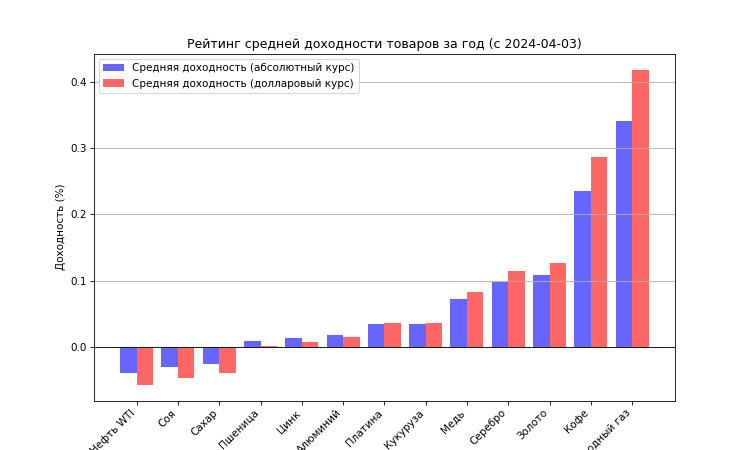 Рейтинг средней доходности товаров за год (с 2024-04-03)
Средняя доходность (абсолютный курс)
Средняя доходность (долларовый курс)
Доходность (%)
0.4
0.3
0.2
0.1
0.0
Нефть WTI
Соя
Сахар
Пшеница
Цинк
Алюминий
Платина
Кукуруза
Медь
Серебро
Золото
Кофе
газ